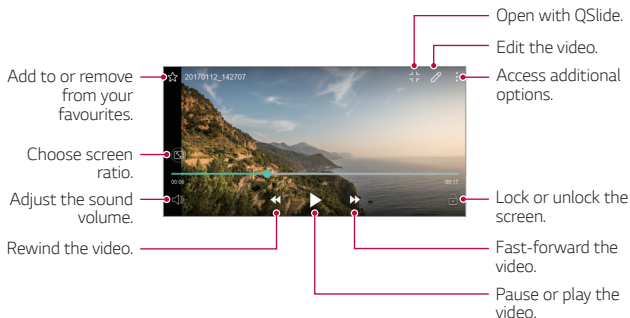 Open with QSlide.
Edit the video.
Access additional
options.
20170112_142707
Add to or remove
from your
favourites.
Choose screen
ratio.
00:06
00:17
Adjust the sound
volume.
Lock or unlock the
screen.
Rewind the video.
Fast-forward the
video.
Pause or play the
video.